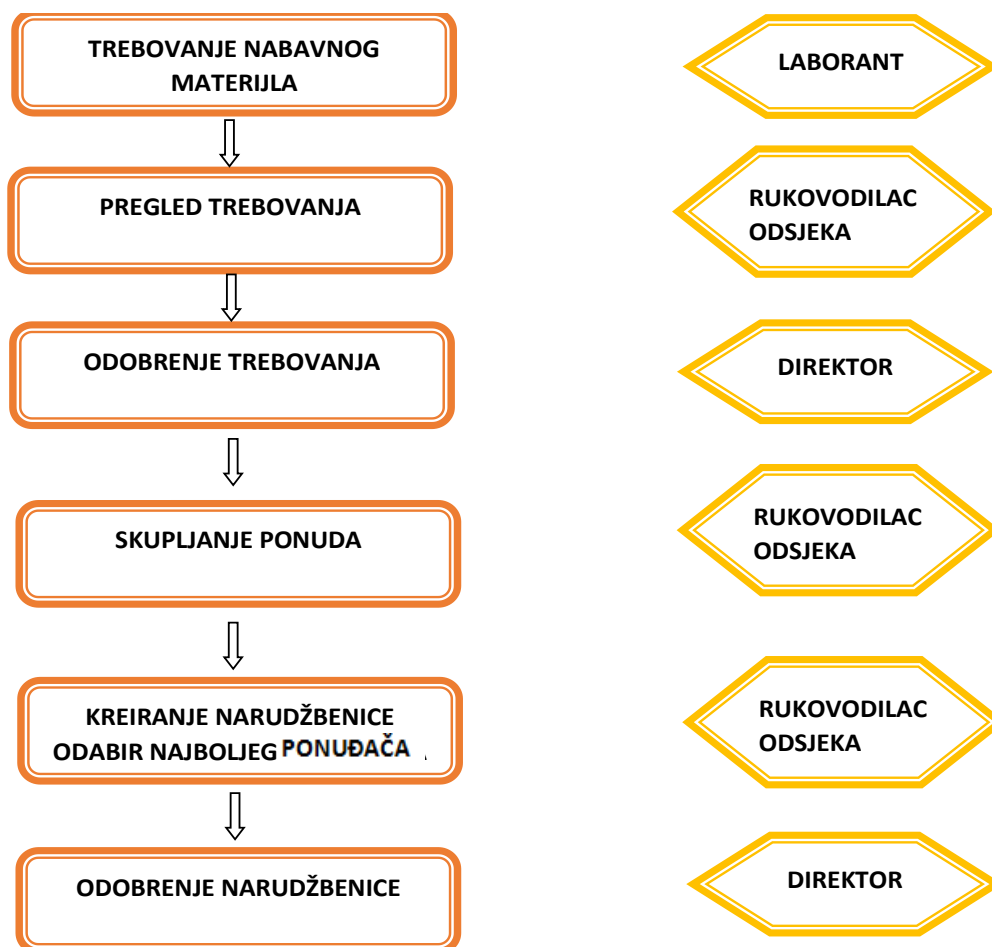 TREBOVANJE NABAVNOG
MATERIJLA
LABORANT
PREGLED TREBOVANJA
RUKOVODILAC
ODSJEKA
ODOBRENJE TREBOVANJA
DIREKTOR
SKUPLJANJE PONUDA
RUKOVODILAC
ODSJEKA
KREIRANJE NARUDŽBENICE
ODABIR NAJBOLJEG PONUĐAČA
RUKOVODILAC
ODSJEKA
ODOBRENJE NARUDŽBENICE
DIREKTOR